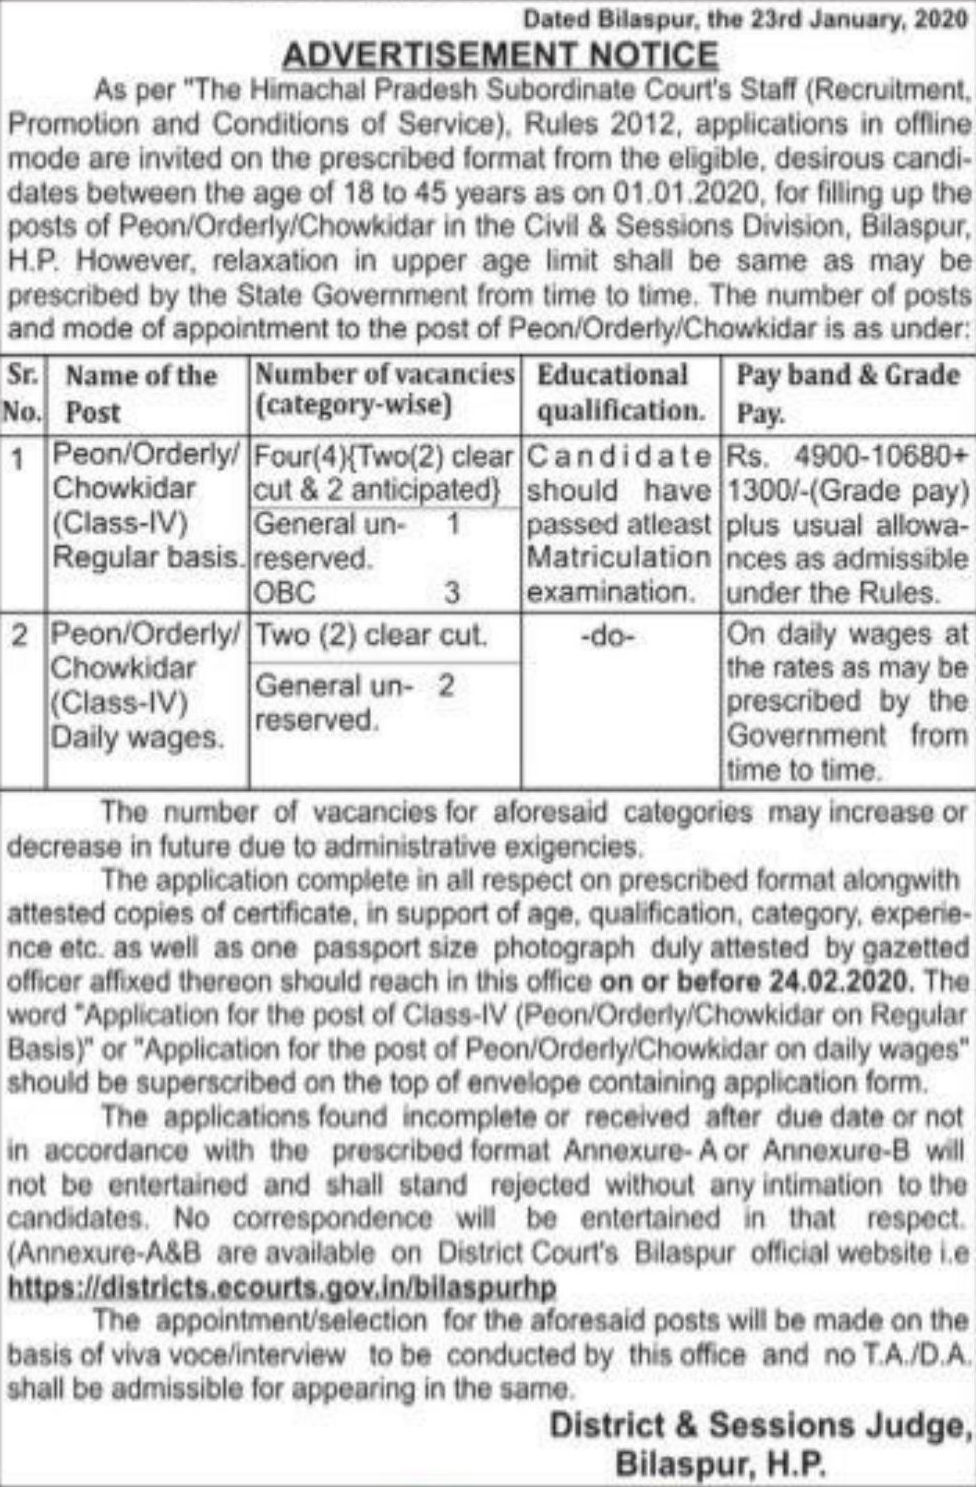 Dated Bilaspur, the 23rd January, 2020
ADVERTISEMENT NOTICE
As per "The Himachal Pradesh Subordinate Court's Staff (Recruitment,
Promotion and Conditions of Service), Rules 2012, applications in offline
mode are invited on the prescribed format from the eligible, desirous candi-
dates between the age of 18 to 45 years as on 01.01.2020, for filling up the
posts of Peon/Orderly/Chowkidar in the Civil & Sessions Division, Bilaspur,
H.P. However, relaxation in upper age limit shall be same as may be
prescribed by the State Government from time to time. The number of posts
and mode of appointment to the post of Peon/Orderly/Chowkidar is as under:
Sr. No.
Name of the Post
Number of vacancies (category-wise)
Educational qualification.
Pay band & Grade Pay.
1
Peon/Orderly/
Chowkidar
(Class-IV)
Regular basis.
Four(4){Two(2) clear
cut & 2 anticipated}
General un- 1
reserved.
OBC 3
Candidate
should have
passed atleast
Matriculation
examination.
Rs. 4900-10680+
1300/-(Grade pay)
plus usual allowa-
nces as admissible
under the Rules.
2
Peon/Orderly/
Chowkidar
(Class-IV)
Daily wages.
Two (2) clear cut.
General un- 2
reserved.
-do-
On daily wages at
the rates as may be
prescribed by the
Government from
time to time.
The number of vacancies for aforesaid categories may increase or
decrease in future due to administrative exigencies.
The application complete in all respect on prescribed format alongwith
attested copies of certificate, in support of age, qualification, category, experie-
nce etc. as well as one passport size photograph duly attested by gazetted
officer affixed thereon should reach in this office on or before 24.02.2020. The
word "Application for the post of Class-IV (Peon/Orderly/Chowkidar on Regular
Basis)" or "Application for the post of Peon/Orderly/Chowkidar on daily wages"
should be superscribed on the top of envelope containing application form.
The applications found incomplete or received after due date or not
in accordance with the prescribed format Annexure- A or Annexure-B will
not be entertained and shall stand rejected without any intimation to the
candidates. No correspondence will be entertained in that respect.
(Annexure-A&B are available on District Court's Bilaspur official website i.e
https://districts.ecourts.gov.in/bilaspurhp
The appointment/selection for the aforesaid posts will be made on the
basis of viva voce/interview to be conducted by this office and no T.A./D.A.
shall be admissible for appearing in the same.
District & Sessions Judge,
Bilaspur, H.P.